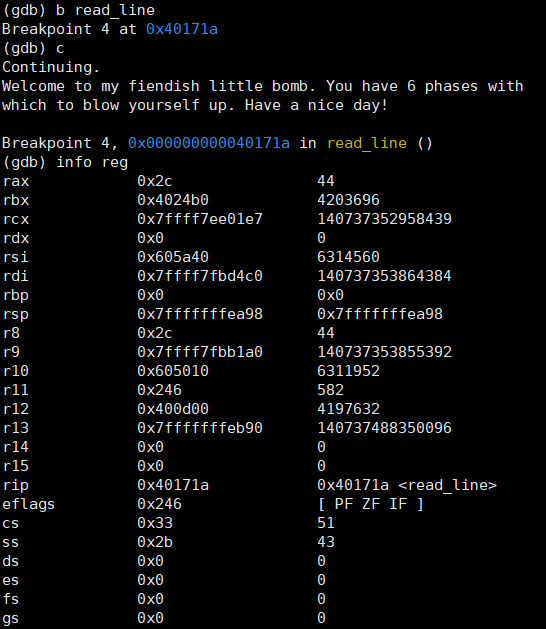 (gdb) b read_line
Breakpoint 4 at 0x40171a
(gdb) c
Continuing.
Welcome to my fiendish little bomb. You have 6 phases with
which to blow yourself up. Have a nice day!
Breakpoint 4, 0x000000000040171a in read_line ()
(gdb) info reg
rax 0x2c 44
rbx 0x4024b0 4203696
rcx 0x7ffff7ee01e7 140737352958439
rdx 0x0 0
rsi 0x605a40 6314560
rdi 0x7ffff7fbd4c0 140737353864384
rbp 0x0 0x0
rsp 0x7fffffffea98 0x7fffffffea98
r8 0x2c 44
r9 0x7ffff7fbb1a0 140737353855392
r10 0x605010 6311952
r11 0x246 582
r12 0x400d00 4197632
r13 0x7fffffffeb90 140737488350096
r14 0x0 0
r15 0x0 0
rip 0x40171a 0x40171a <read_line>
eflags 0x246 [ PF ZF IF ]
cs 0x33 51
ss 0x2b 43
ds 0x0 0
es 0x0 0
fs 0x0 0
gs 0x0 0